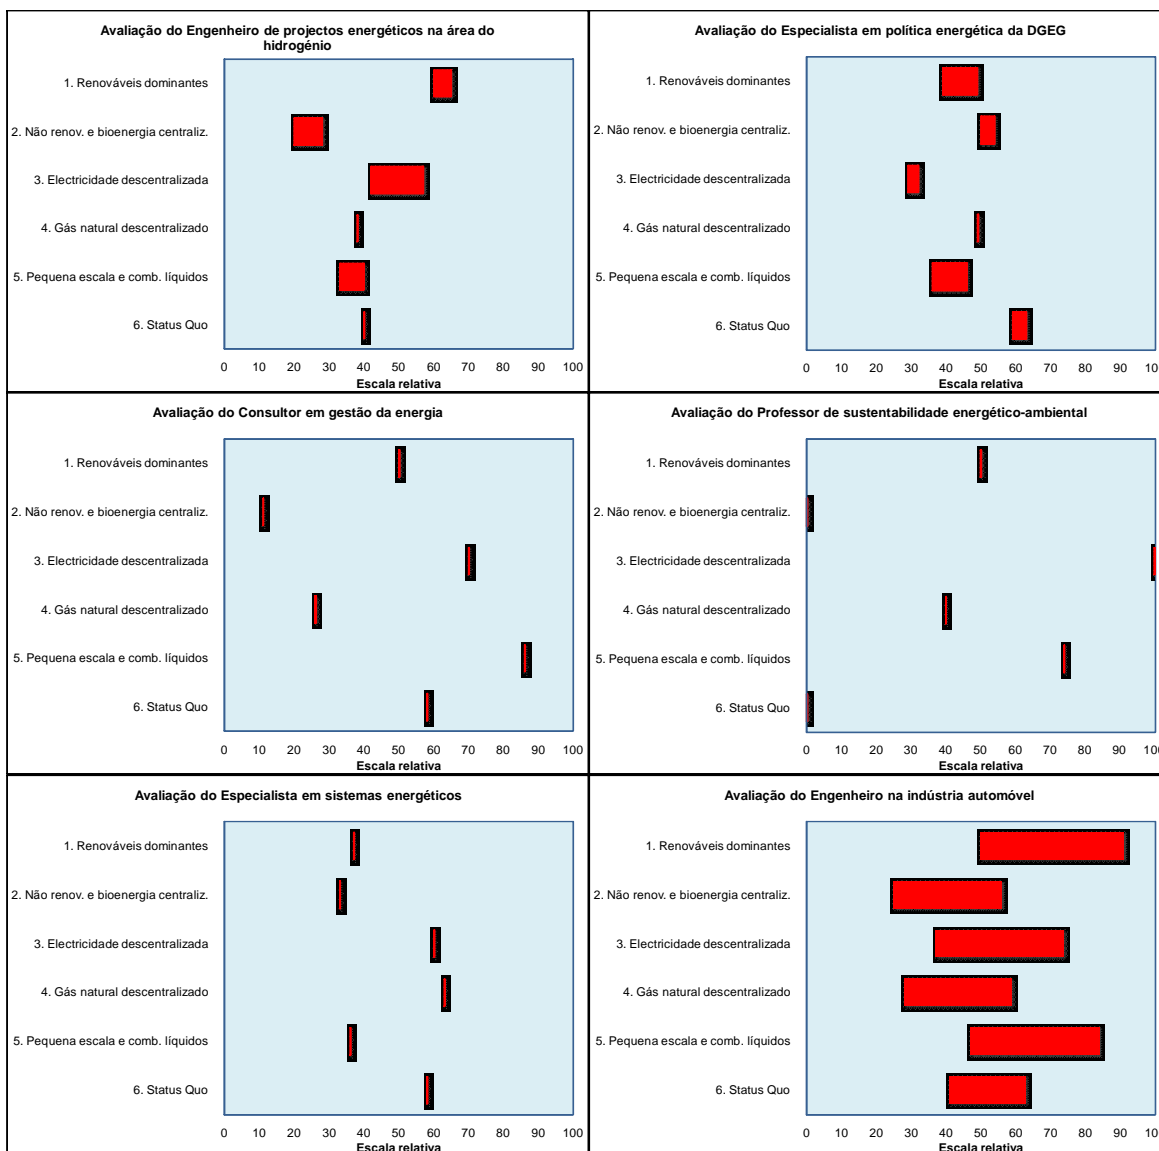 Avaliação do Engenheiro de projectos energéticos na área do
hidrogénio
1. Renováveis dominantes
2. Não renov. e bioenergia centraliz.
3. Electricidade descentralizada
4. Gás natural descentralizado
5. Pequena escala e comb. líquidos
6. Status Quo
0 10 20 30 40 50 60 70 80 90 100
Escala relativa
Avaliação do Especialista em política energética da DGEG
1. Renováveis dominantes
2. Não renov. e bioenergia centraliz.
3. Electricidade descentralizada
4. Gás natural descentralizado
5. Pequena escala e comb. líquidos
6. Status Quo
0 10 20 30 40 50 60 70 80 90 100
Escala relativa
Avaliação do Consultor em gestão da energia
1. Renováveis dominantes
2. Não renov. e bioenergia centraliz.
3. Electricidade descentralizada
4. Gás natural descentralizado
5. Pequena escala e comb. líquidos
6. Status Quo
0 10 20 30 40 50 60 70 80 90 100
Escala relativa
Avaliação do Professor de sustentabilidade energético-ambiental
1. Renováveis dominantes
2. Não renov. e bioenergia centraliz.
3. Electricidade descentralizada
4. Gás natural descentralizado
5. Pequena escala e comb. líquidos
6. Status Quo
0 10 20 30 40 50 60 70 80 90 100
Escala relativa
Avaliação do Especialista em sistemas energéticos
1. Renováveis dominantes
2. Não renov. e bioenergia centraliz.
3. Electricidade descentralizada
4. Gás natural descentralizado
5. Pequena escala e comb. líquidos
6. Status Quo
0 10 20 30 40 50 60 70 80 90 100
Escala relativa
Avaliação do Engenheiro na indústria automóvel
1. Renováveis dominantes
2. Não renov. e bioenergia centraliz.
3. Electricidade descentralizada
4. Gás natural descentralizado
5. Pequena escala e comb. líquidos
6. Status Quo
0 10 20 30 40 50 60 70 80 90 100
Escala relativa